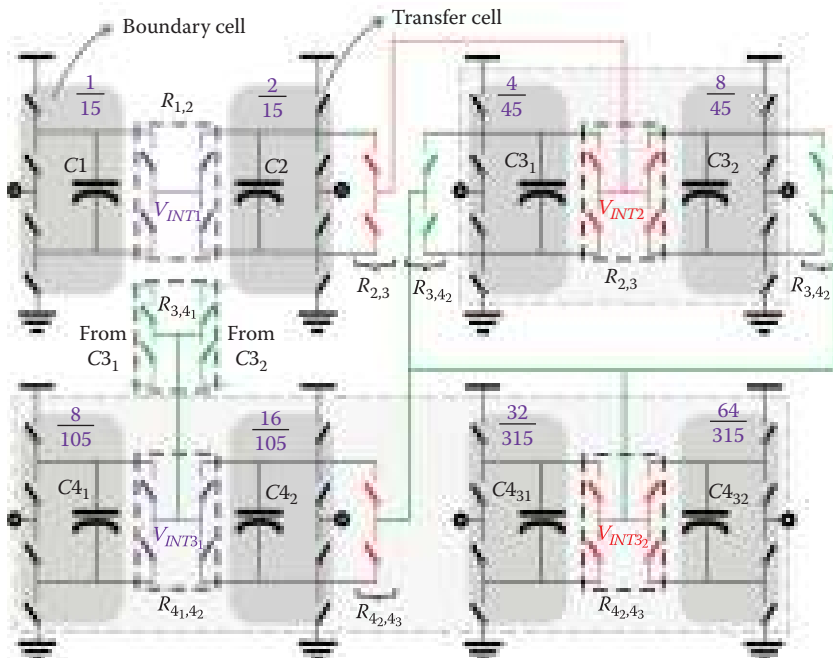 Boundary cell
Transfer cell
1/15
R1,2
2/15
4/45
8/45
C1
C2
C3₁
C3₂
VINT1
VINT2
R2,3
R3,4₂
R2,3
R3,4₂
R3,4₁
From C3₁
From C3₂
8/105
16/105
32/315
64/315
C4₁
C4₂
C4₃₁
C4₃₂
VINT3₁
VINT3₂
R4₁,4₂
R4₂,4₃
R4₂,4₃